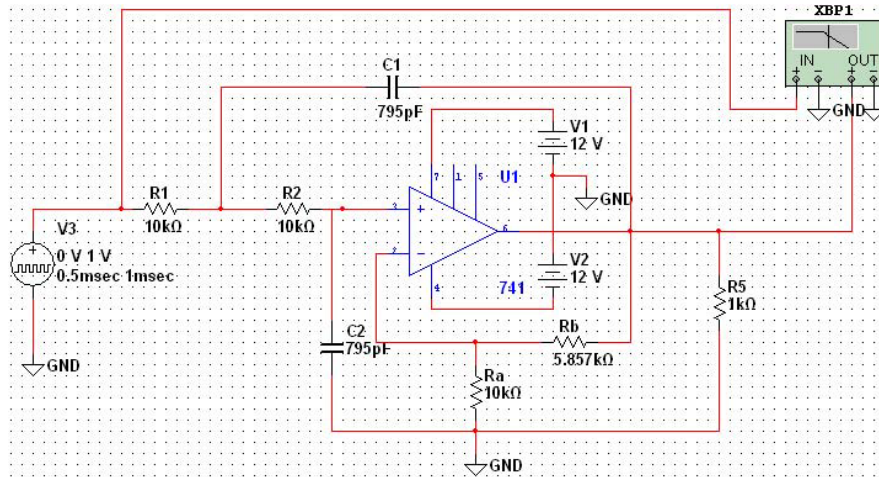 XBP1
IN OUT
GND
C1
795pF
V1
12 V
7 1 5 U1
GND
R1
10kΩ
R2
10kΩ
3
6
2
V3
0 V 1 V
0.5msec 1msec
V2
12 V
4
741
R5
1kΩ
C2
795pF
Rb
5.857kΩ
GND
Ra
10kΩ
GND